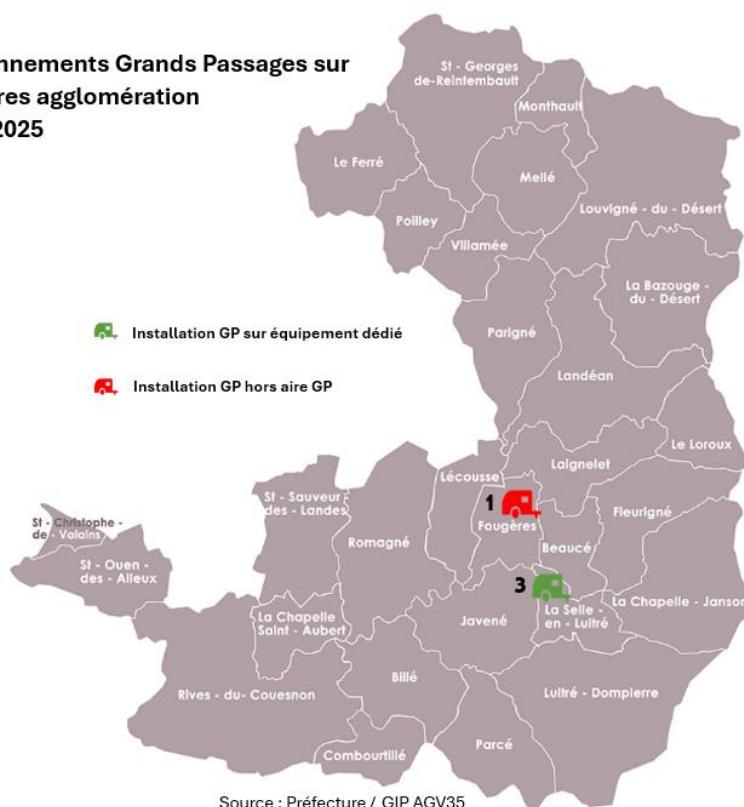 nnements Grands Passages sur
res agglomération
2025
St - Georges
de-Reintembault
Monthault
Le Ferré
Mellé
Poilley
Louvigné - du - Désert
Villamée
La Bazouge -
du - Désert
Installation GP sur équipement dédié
Parigné
Installation GP hors aire GP
Landéan
Le Loroux
Lécousse
Laignelet
St - Sauveur
des - Landes
1
Fleurigné
St - Christophe -
de - Valains
Fougères
Romagné
Beaucé
St - Ouen -
des - Alleux
3
La Chapelle - Janson
La Chapelle
Saint - Aubert
Javené
La Selle -
en - Luitré
Billé
Rives - du- Couesnon
Luitré - Dompierre
Parcé
Combourtillé
Source : Préfecture / GIP AGV35